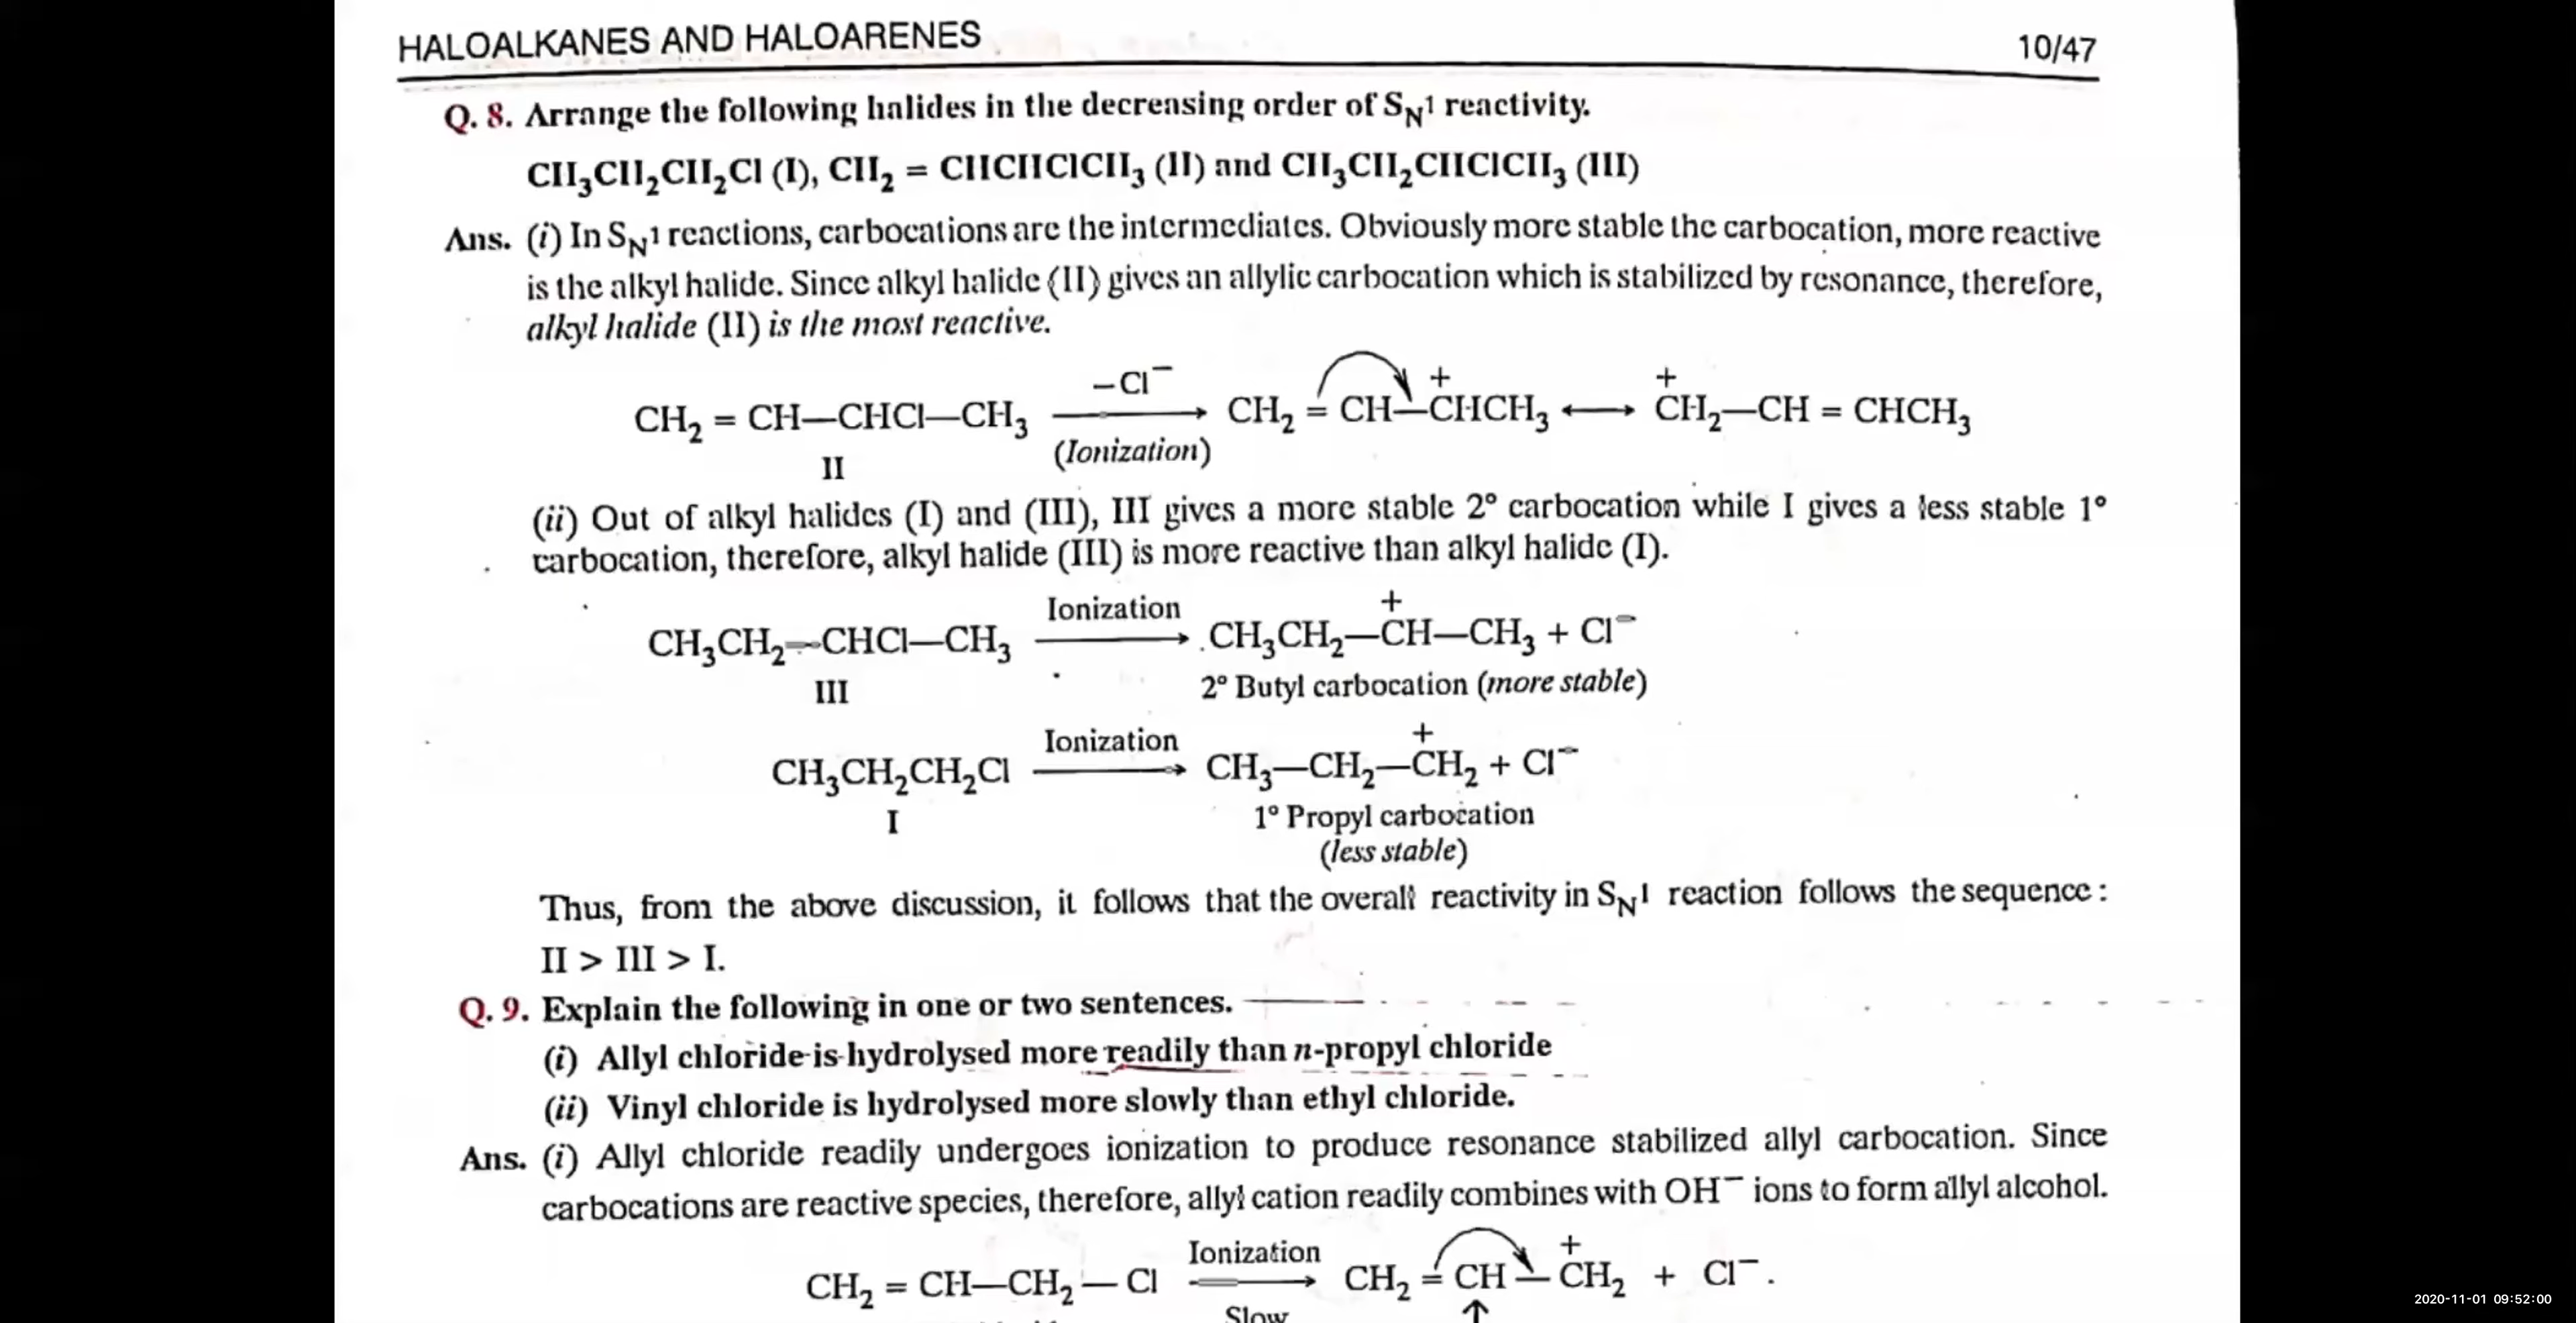 HALOALKANES AND HALOARENES 10/47
Q. 8. Arrange the following halides in the decreasing order of S_N1 reactivity.
CH₃CH₂CH₂Cl (I), CH₂ = CHCHClCH₃ (II) and CH₃CH₂CHClCH₃ (III)
Ans. (i) In S_N1 reactions, carbocations are the intermediates. Obviously more stable the carbocation, more reactive
is the alkyl halide. Since alkyl halide (II) gives an allylic carbocation which is stabilized by resonance, therefore,
alkyl halide (II) is the most reactive.
−Cl⁻ + +
CH₂ = CH—CHCl—CH₃ ⟶ CH₂ = CH—CHCH₃ ⟷ CH₂—CH = CHCH₃
II (Ionization)
(ii) Out of alkyl halides (I) and (III), III gives a more stable 2° carbocation while I gives a less stable 1°
carbocation, therefore, alkyl halide (III) is more reactive than alkyl halide (I).
Ionization +
CH₃CH₂—CHCl—CH₃ ⟶ CH₃CH₂—CH—CH₃ + Cl⁻
III 2° Butyl carbocation (more stable)
Ionization +
CH₃CH₂CH₂Cl ⟶ CH₃—CH₂—CH₂ + Cl⁻
I 1° Propyl carbocation
(less stable)
Thus, from the above discussion, it follows that the overall reactivity in S_N1 reaction follows the sequence :
II > III > I.
Q. 9. Explain the following in one or two sentences.
(i) Allyl chloride is hydrolysed more readily than n-propyl chloride
(ii) Vinyl chloride is hydrolysed more slowly than ethyl chloride.
Ans. (i) Allyl chloride readily undergoes ionization to produce resonance stabilized allyl carbocation. Since
carbocations are reactive species, therefore, allyl cation readily combines with OH⁻ ions to form allyl alcohol.
Ionization +
CH₂ = CH—CH₂ — Cl ⟶ CH₂ = CH — CH₂ + Cl⁻.
Slow ↑
2020-11-01 09:52:00